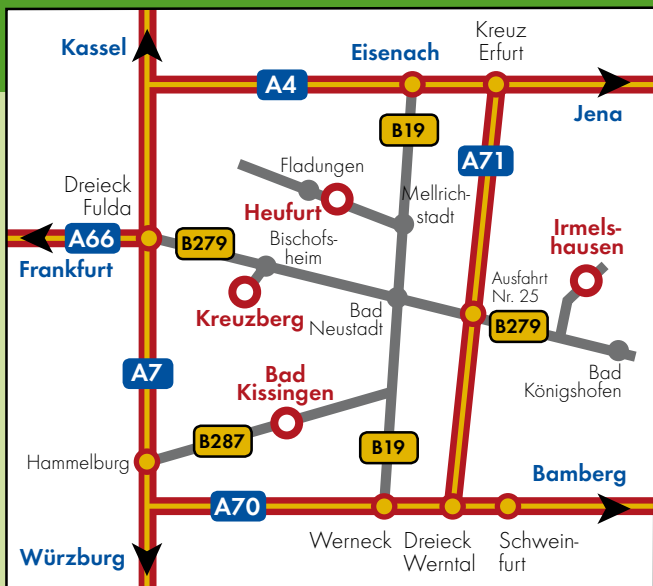 Kassel
Eisenach
Kreuz
Erfurt
A4
Jena
B19
A71
Fladungen
Heufurt
Mellrich-
stadt
Dreieck
Fulda
A66
Frankfurt
B279
Bischofs-
heim
Irmels-
hausen
Kreuzberg
Bad
Neustadt
Ausfahrt
Nr. 25
B279
Bad
Königshofen
A7
Bad
Kissingen
B287
B19
Hammelburg
A70
Bamberg
Würzburg
Werneck
Dreieck
Werntal
Schwein-
furt